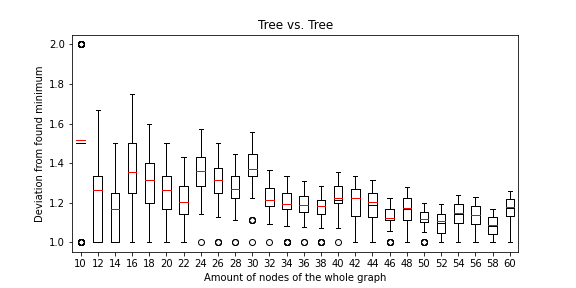 Tree vs. Tree
Deviation from found minimum
2.0
1.8
1.6
1.4
1.2
1.0
10 12 14 16 18 20 22 24 26 28 30 32 34 36 38 40 42 44 46 48 50 52 54 56 58 60
Amount of nodes of the whole graph